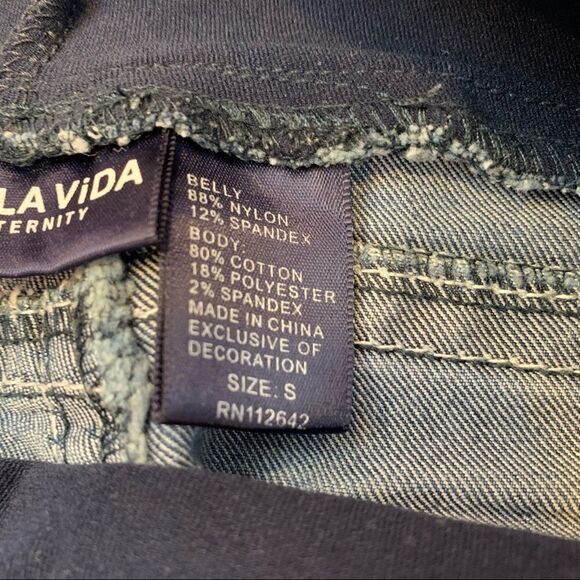 LA ViDA
TERNITY
BELLY
88% NYLON
12% SPANDEX
BODY:
80% COTTON
18% POLYESTER
2% SPANDEX
MADE IN CHINA
EXCLUSIVE OF
DECORATION
SIZE. S
RN112642